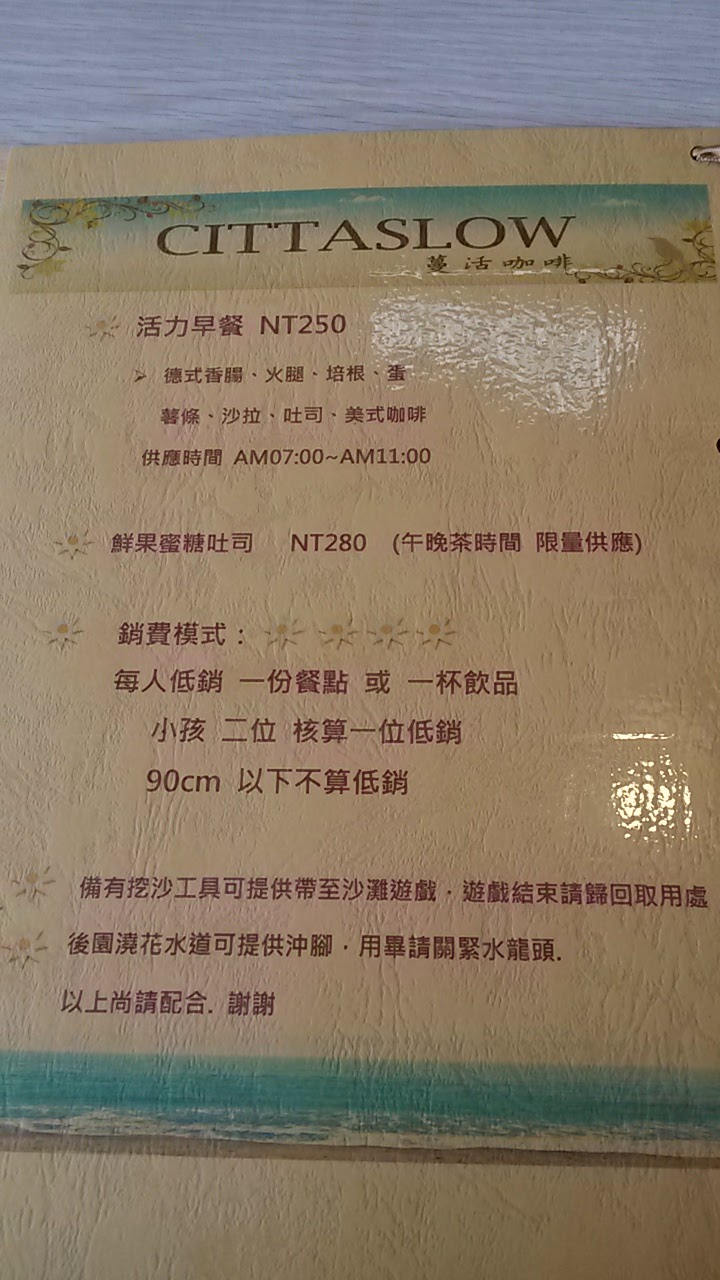 CITTASLOW
蔓活咖啡
活力早餐 NT250
德式香腸、火腿、培根、蛋
薯條、沙拉、吐司、美式咖啡
供應時間 AM07:00~AM11:00
鮮果蜜糖吐司 NT280 (午晚茶時間 限量供應)
銷費模式：
每人低銷 一份餐點 或 一杯飲品
小孩 二位 核算一位低銷
90cm 以下不算低銷
備有挖沙工具可提供帶至沙灘遊戲，遊戲結束請歸回取用處
後園澆花水道可提供沖腳，用畢請關緊水龍頭.
以上尚請配合. 謝謝